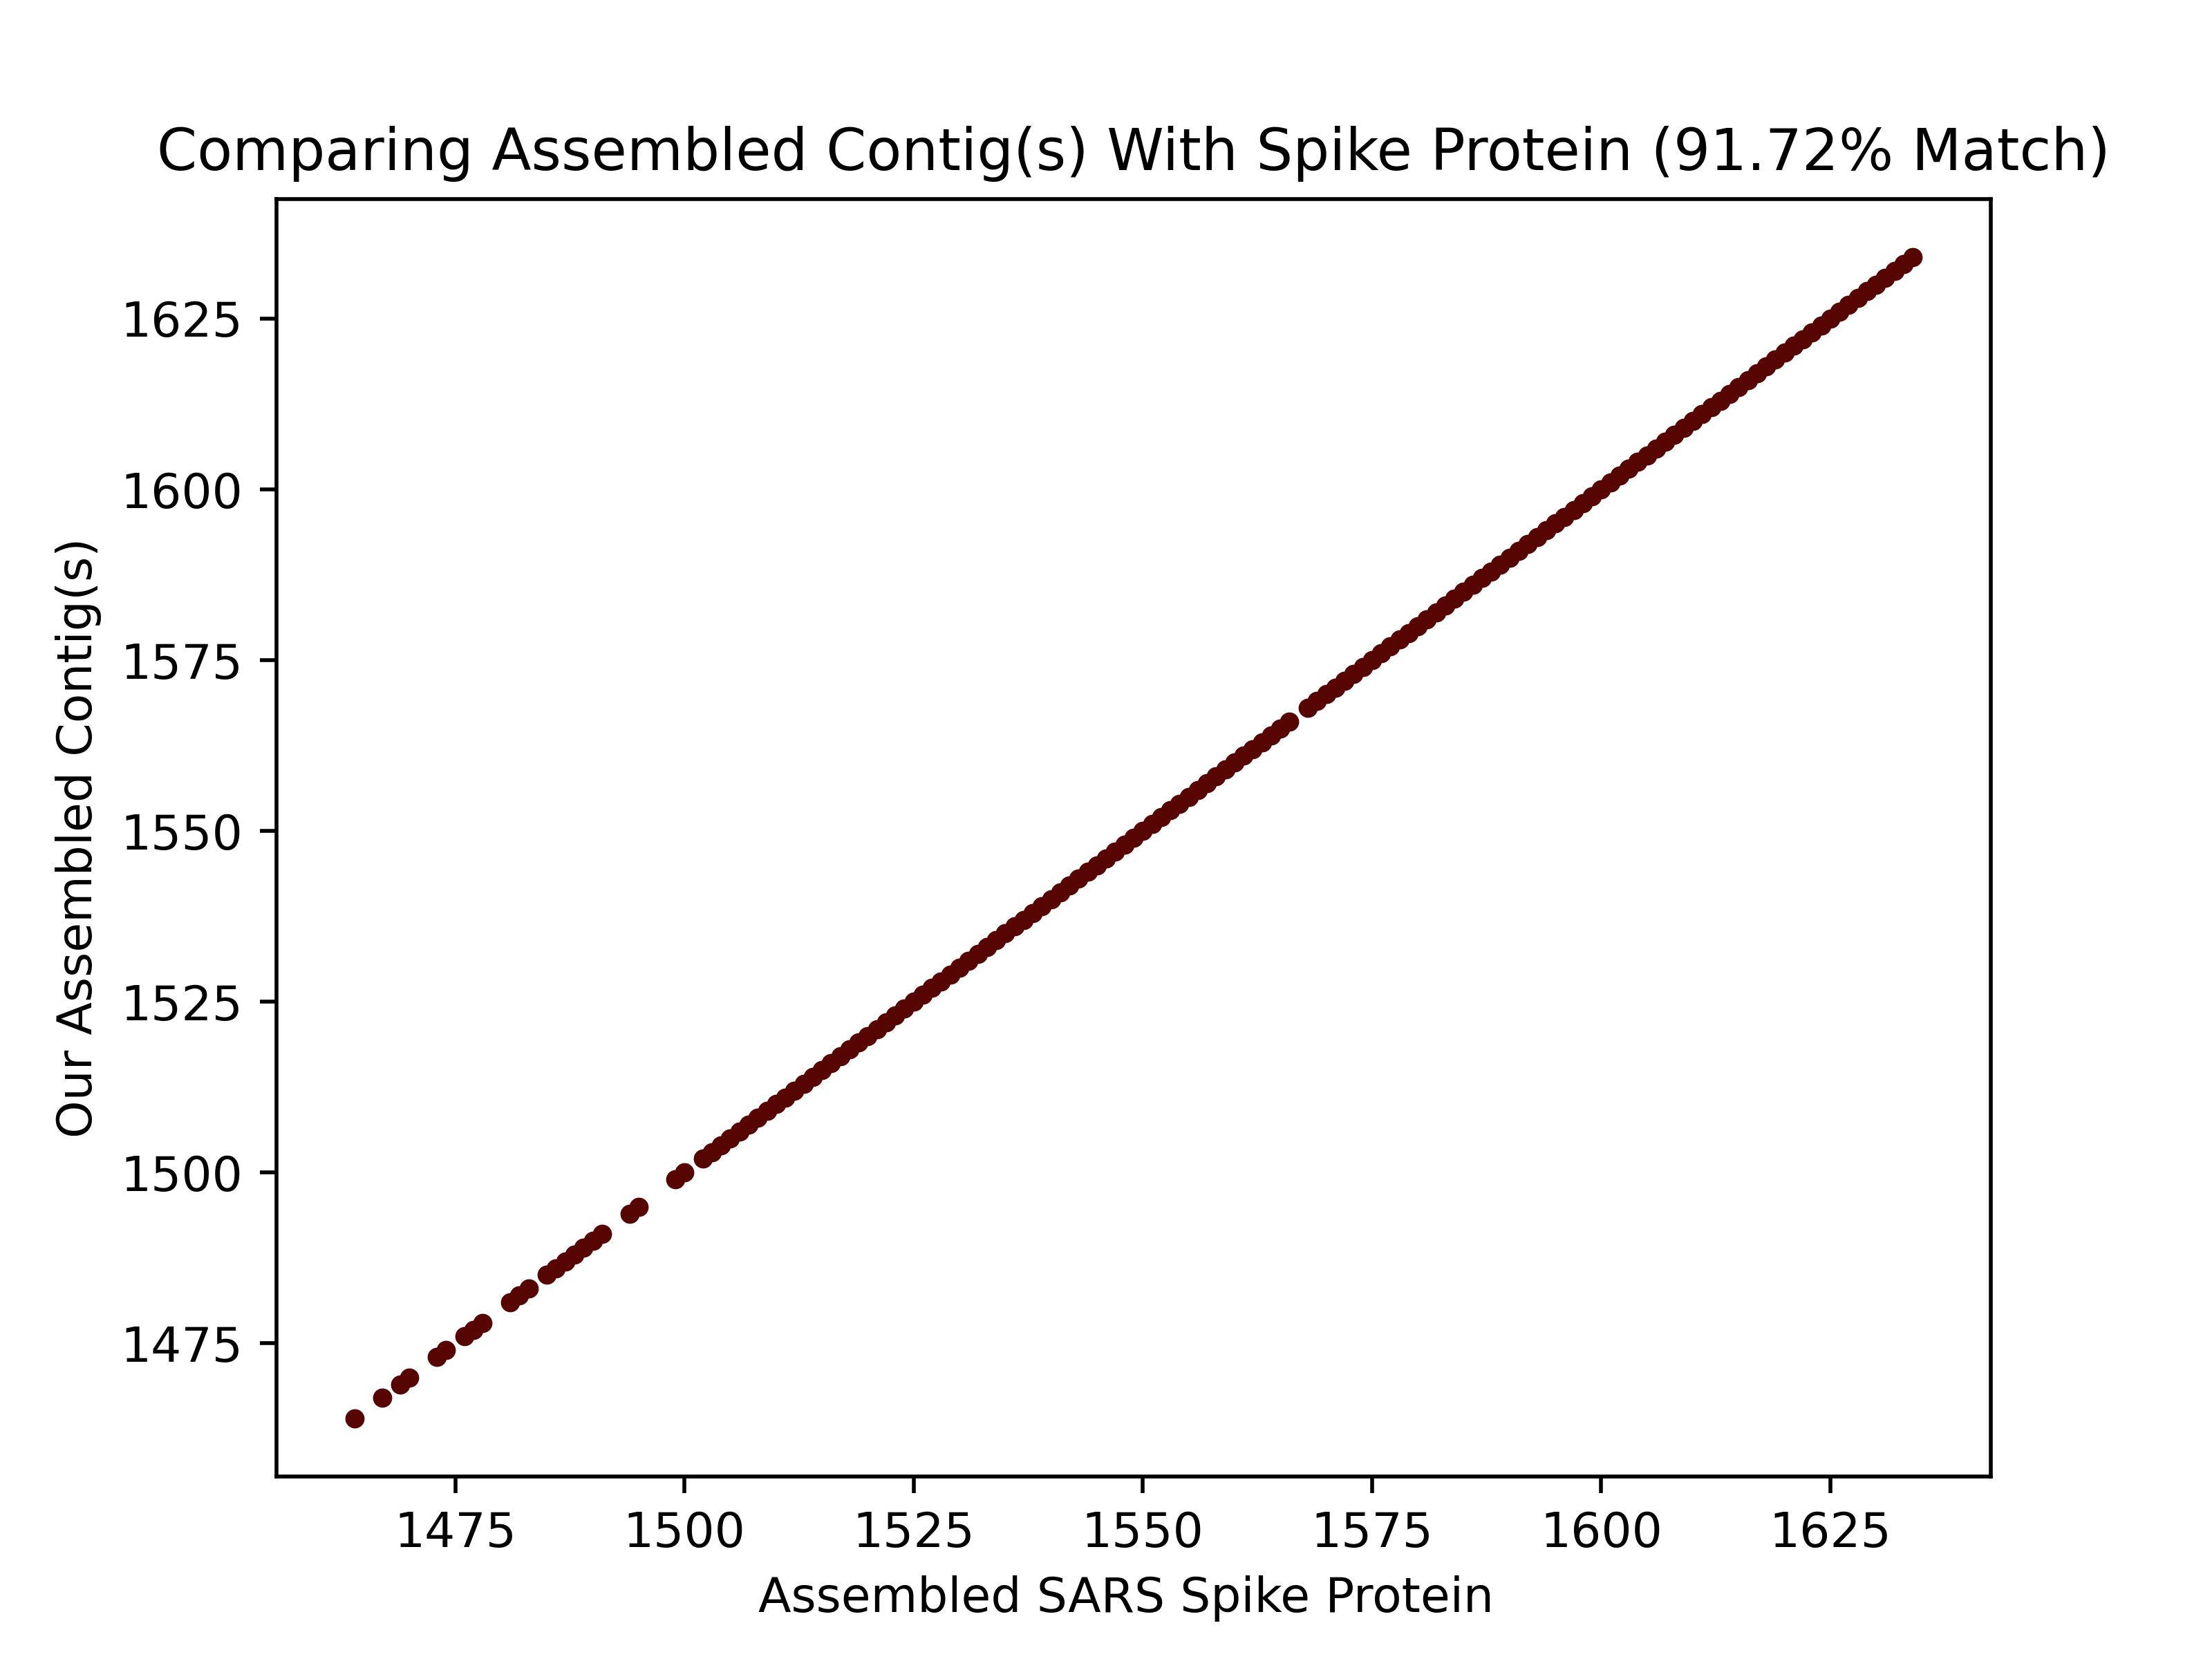 Comparing Assembled Contig(s) With Spike Protein (91.72% Match)
Our Assembled Contig(s)
1625
1600
1575
1550
1525
1500
1475
1475 1500 1525 1550 1575 1600 1625
Assembled SARS Spike Protein